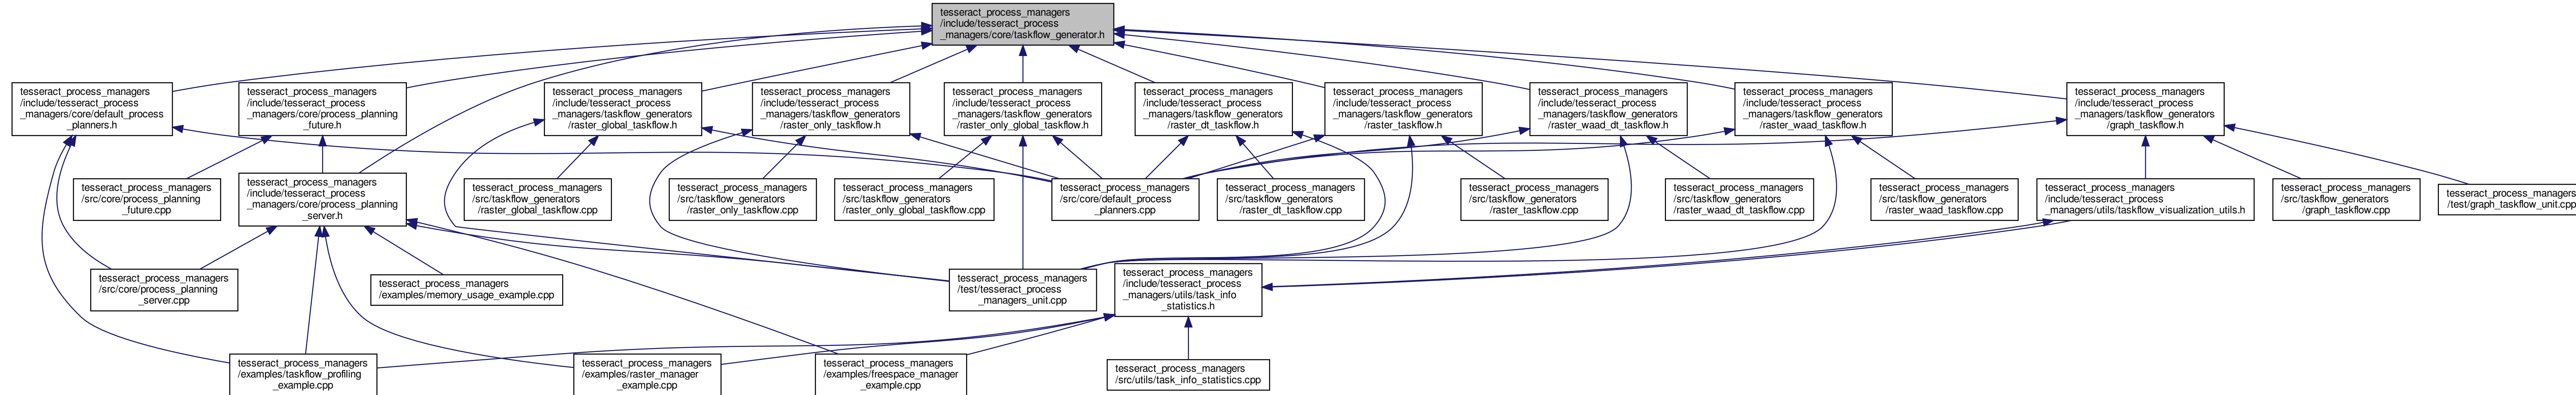 tesseract_process_managers
/include/tesseract_process
_managers/core/taskflow_generator.h
tesseract_process_managers
/include/tesseract_process
_managers/core/default_process
_planners.h
tesseract_process_managers
/include/tesseract_process
_managers/core/process_planning
_future.h
tesseract_process_managers
/include/tesseract_process
_managers/taskflow_generators
/raster_global_taskflow.h
tesseract_process_managers
/include/tesseract_process
_managers/taskflow_generators
/raster_only_taskflow.h
tesseract_process_managers
/include/tesseract_process
_managers/taskflow_generators
/raster_only_global_taskflow.h
tesseract_process_managers
/include/tesseract_process
_managers/taskflow_generators
/raster_dt_taskflow.h
tesseract_process_managers
/include/tesseract_process
_managers/taskflow_generators
/raster_taskflow.h
tesseract_process_managers
/include/tesseract_process
_managers/taskflow_generators
/raster_waad_dt_taskflow.h
tesseract_process_managers
/include/tesseract_process
_managers/taskflow_generators
/raster_waad_taskflow.h
tesseract_process_managers
/include/tesseract_process
_managers/taskflow_generators
/graph_taskflow.h
tesseract_process_managers
/src/core/process_planning
_future.cpp
tesseract_process_managers
/include/tesseract_process
_managers/core/process_planning
_server.h
tesseract_process_managers
/src/taskflow_generators
/raster_global_taskflow.cpp
tesseract_process_managers
/src/taskflow_generators
/raster_only_taskflow.cpp
tesseract_process_managers
/src/taskflow_generators
/raster_only_global_taskflow.cpp
tesseract_process_managers
/src/core/default_process
_planners.cpp
tesseract_process_managers
/src/taskflow_generators
/raster_dt_taskflow.cpp
tesseract_process_managers
/src/taskflow_generators
/raster_taskflow.cpp
tesseract_process_managers
/src/taskflow_generators
/raster_waad_dt_taskflow.cpp
tesseract_process_managers
/src/taskflow_generators
/raster_waad_taskflow.cpp
tesseract_process_managers
/include/tesseract_process
_managers/utils/taskflow_visualization_utils.h
tesseract_process_managers
/src/taskflow_generators
/graph_taskflow.cpp
tesseract_process_managers
/test/graph_taskflow_unit.cpp
tesseract_process_managers
/src/core/process_planning
_server.cpp
tesseract_process_managers
/examples/memory_usage_example.cpp
tesseract_process_managers
/test/tesseract_process
_managers_unit.cpp
tesseract_process_managers
/include/tesseract_process
_managers/utils/task_info
_statistics.h
tesseract_process_managers
/examples/taskflow_profiling
_example.cpp
tesseract_process_managers
/examples/raster_manager
_example.cpp
tesseract_process_managers
/examples/freespace_manager
_example.cpp
tesseract_process_managers
/src/utils/task_info_statistics.cpp